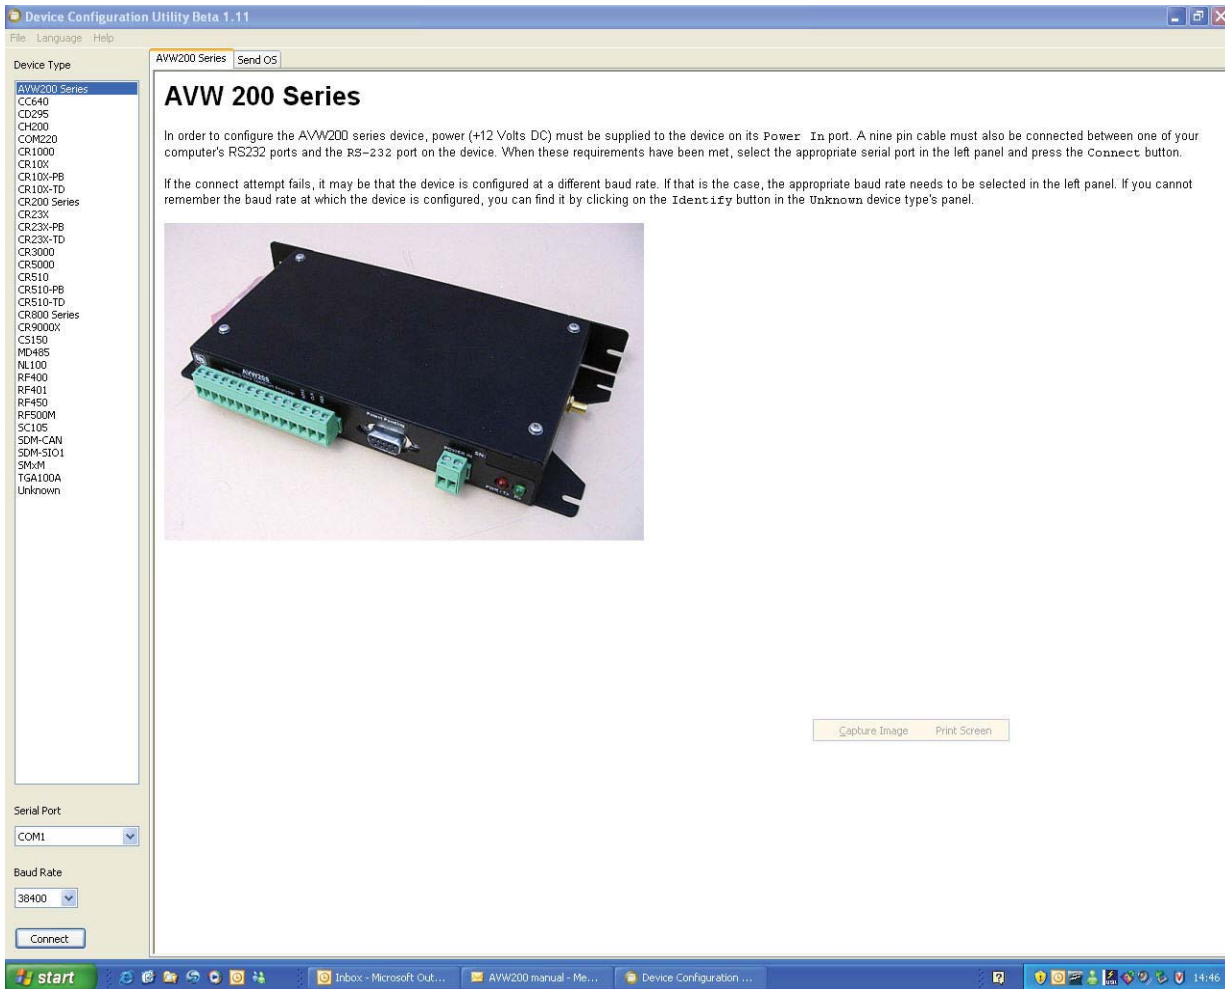 Device Configuration Utility Beta 1.11
File Language Help
Device Type
AVW200 Series
CC640
CD295
CH200
COM220
CR1000
CR10X
CR10X-PB
CR10X-TD
CR200 Series
CR23X
CR23X-PB
CR23X-TD
CR3000
CR5000
CR510
CR510-PB
CR510-TD
CR800 Series
CR9000X
CS150
MD485
NL100
RF400
RF401
RF450
RF500M
SC105
SDM-CAN
SDM-SIO1
SMxM
TGA100A
Unknown
Serial Port
COM1
Baud Rate
38400
Connect
AVW200 Series Send OS
AVW 200 Series
In order to configure the AVW200 series device, power (+12 Volts DC) must be supplied to the device on its Power In port. A nine pin cable must also be connected between one of your
computer's RS232 ports and the RS-232 port on the device. When these requirements have been met, select the appropriate serial port in the left panel and press the Connect button.
If the connect attempt fails, it may be that the device is configured at a different baud rate. If that is the case, the appropriate baud rate needs to be selected in the left panel. If you cannot
remember the baud rate at which the device is configured, you can find it by clicking on the Identify button in the Unknown device type's panel.
AVW206
Patent Pending
POWER IN SN:
PWR / Tx Rx
Capture Image Print Screen
start
Inbox - Microsoft Out...
AVW200 manual - Me...
Device Configuration ...
14:46